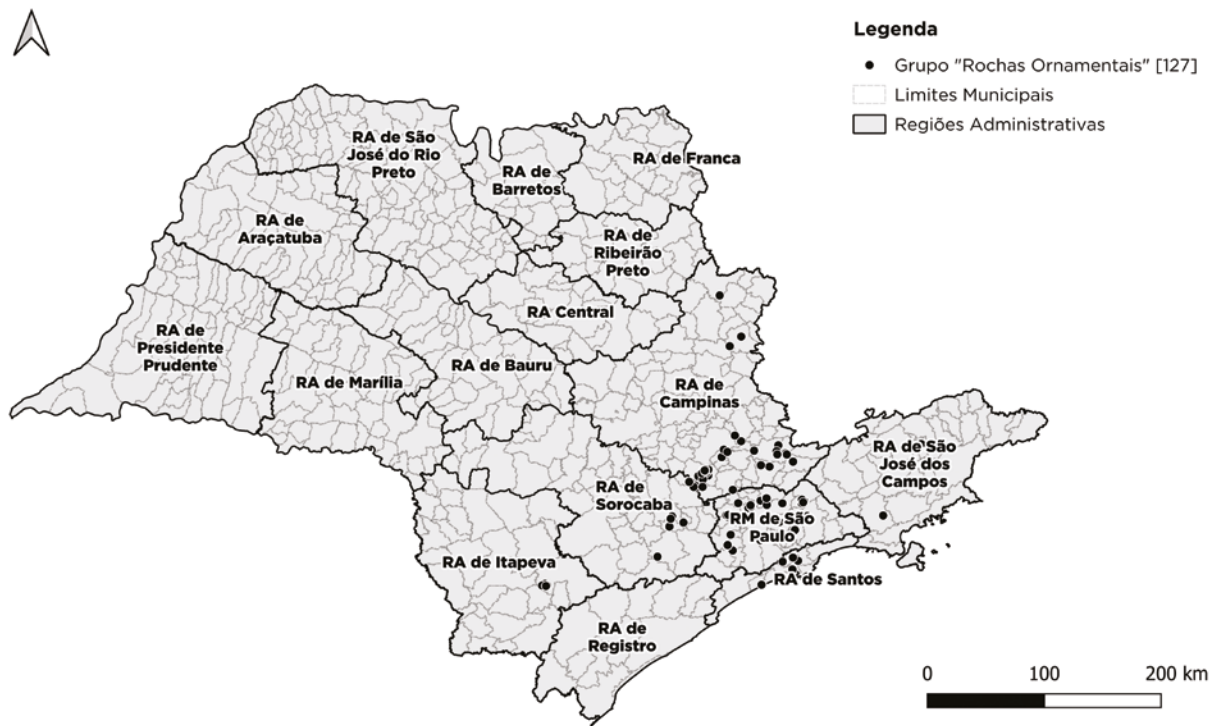 Legenda
Grupo "Rochas Ornamentais" [127]
Limites Municipais
Regiões Administrativas
RA de São
José do Rio
Preto
RA de
Barretos
RA de Franca
RA de
Araçatuba
RA de
Ribeirão
Preto
RA Central
RA de
Presidente
Prudente
RA de Marília
RA de Bauru
RA de
Campinas
RA de São
José dos
Campos
RA de
Sorocaba
RM de São
Paulo
RA de Itapeva
RA de Santos
RA de
Registro
0 100 200 km